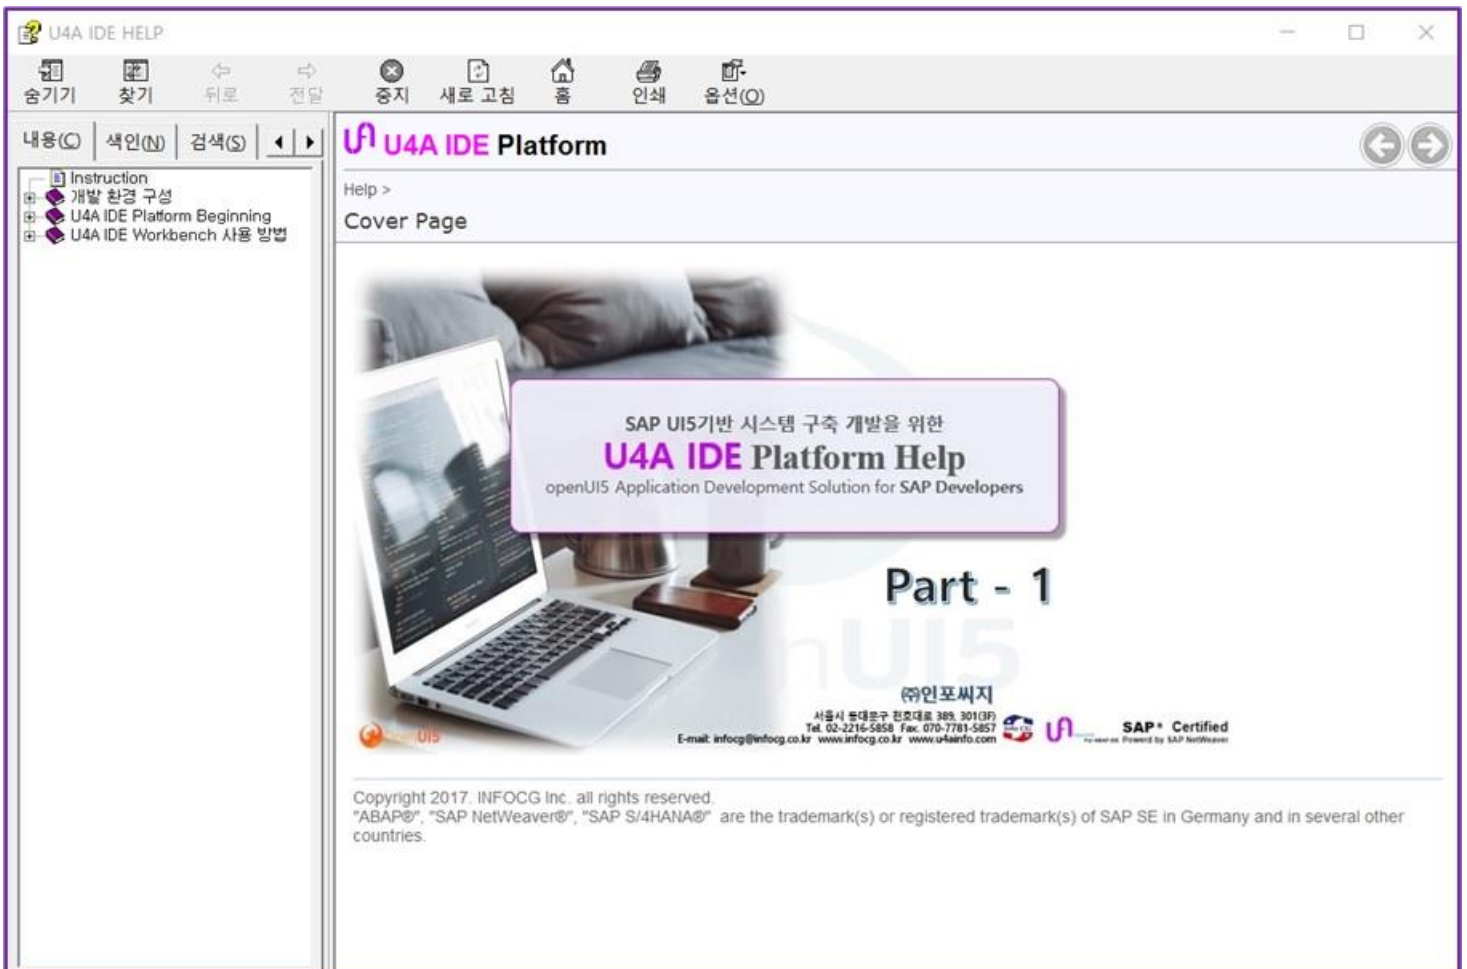 U4A IDE HELP
숨기기 찾기 뒤로 전달 중지 새로 고침 홈 인쇄 옵션(O)
내용(C) 색인(N) 검색(S)
Instruction
개발 환경 구성
U4A IDE Platform Beginning
U4A IDE Workbench 사용 방법
U4A IDE Platform
Help >
Cover Page
SAP UI5기반 시스템 구축 개발을 위한
U4A IDE Platform Help
openUI5 Application Development Solution for SAP Developers
Part - 1
㈜인포씨지
서울시 동대문구 천호대로 389, 301(3F)
Tel. 02-2216-5858 Fax. 070-7781-5857
E-mail: infocg@infocg.co.kr www.infocg.co.kr www.u4ainfo.com
SAP® Certified
Powered by SAP NetWeaver
openUI5
Copyright 2017. INFOCG Inc. all rights reserved.
"ABAP®", "SAP NetWeaver®", "SAP S/4HANA®" are the trademark(s) or registered trademark(s) of SAP SE in Germany and in several other
countries.